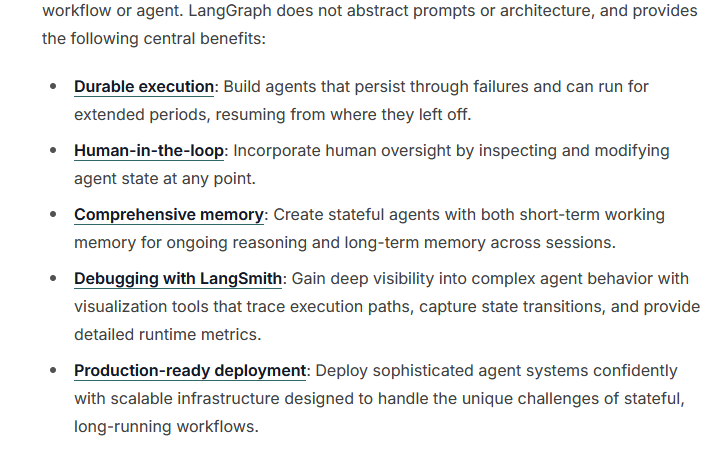 workflow or agent. LangGraph does not abstract prompts or architecture, and provides
the following central benefits:
• Durable execution: Build agents that persist through failures and can run for
extended periods, resuming from where they left off.
• Human-in-the-loop: Incorporate human oversight by inspecting and modifying
agent state at any point.
• Comprehensive memory: Create stateful agents with both short-term working
memory for ongoing reasoning and long-term memory across sessions.
• Debugging with LangSmith: Gain deep visibility into complex agent behavior with
visualization tools that trace execution paths, capture state transitions, and provide
detailed runtime metrics.
• Production-ready deployment: Deploy sophisticated agent systems confidently
with scalable infrastructure designed to handle the unique challenges of stateful,
long-running workflows.